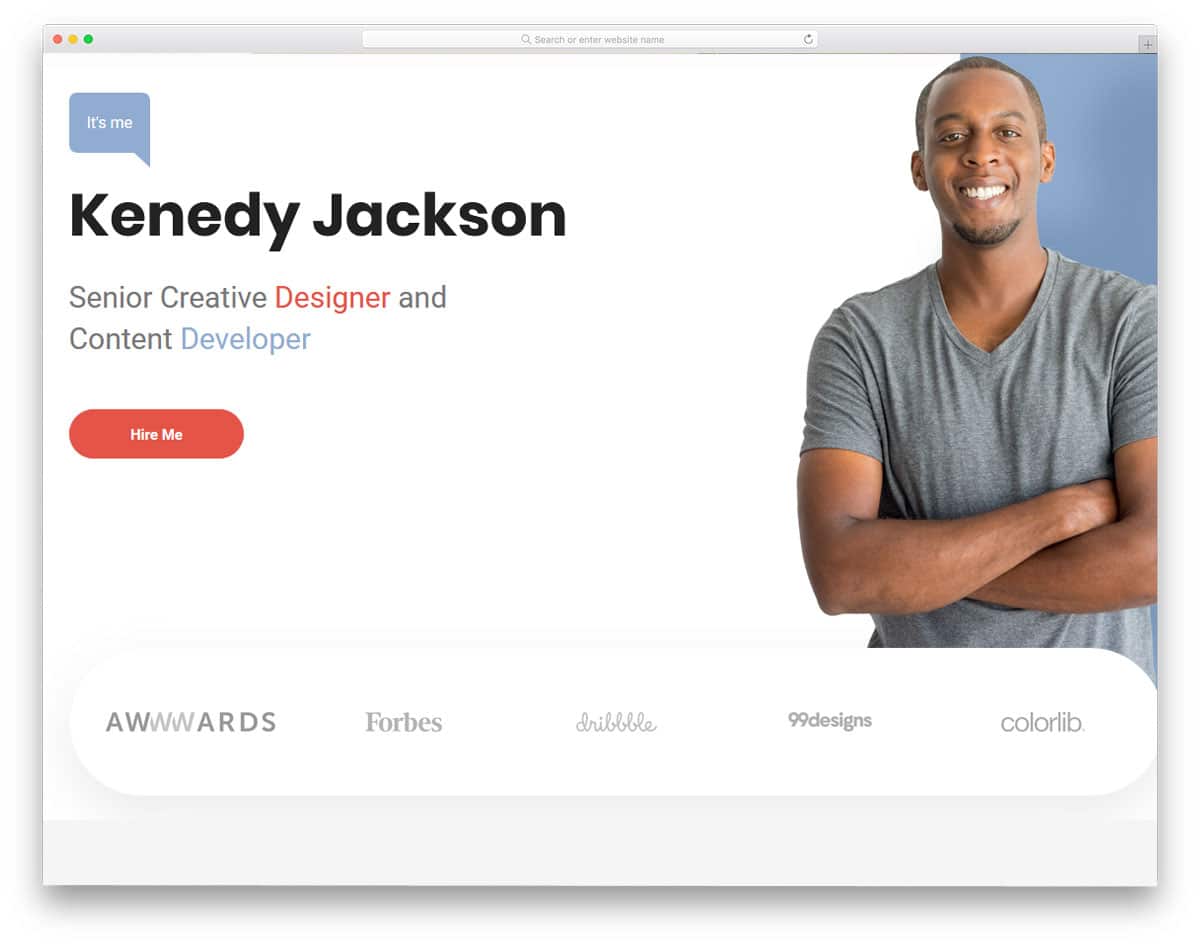 Search or enter website name
It's me
Kenedy Jackson
Senior Creative Designer and
Content Developer
Hire Me
AWWWARDS
Forbes
dribbble
99designs
colorlib.